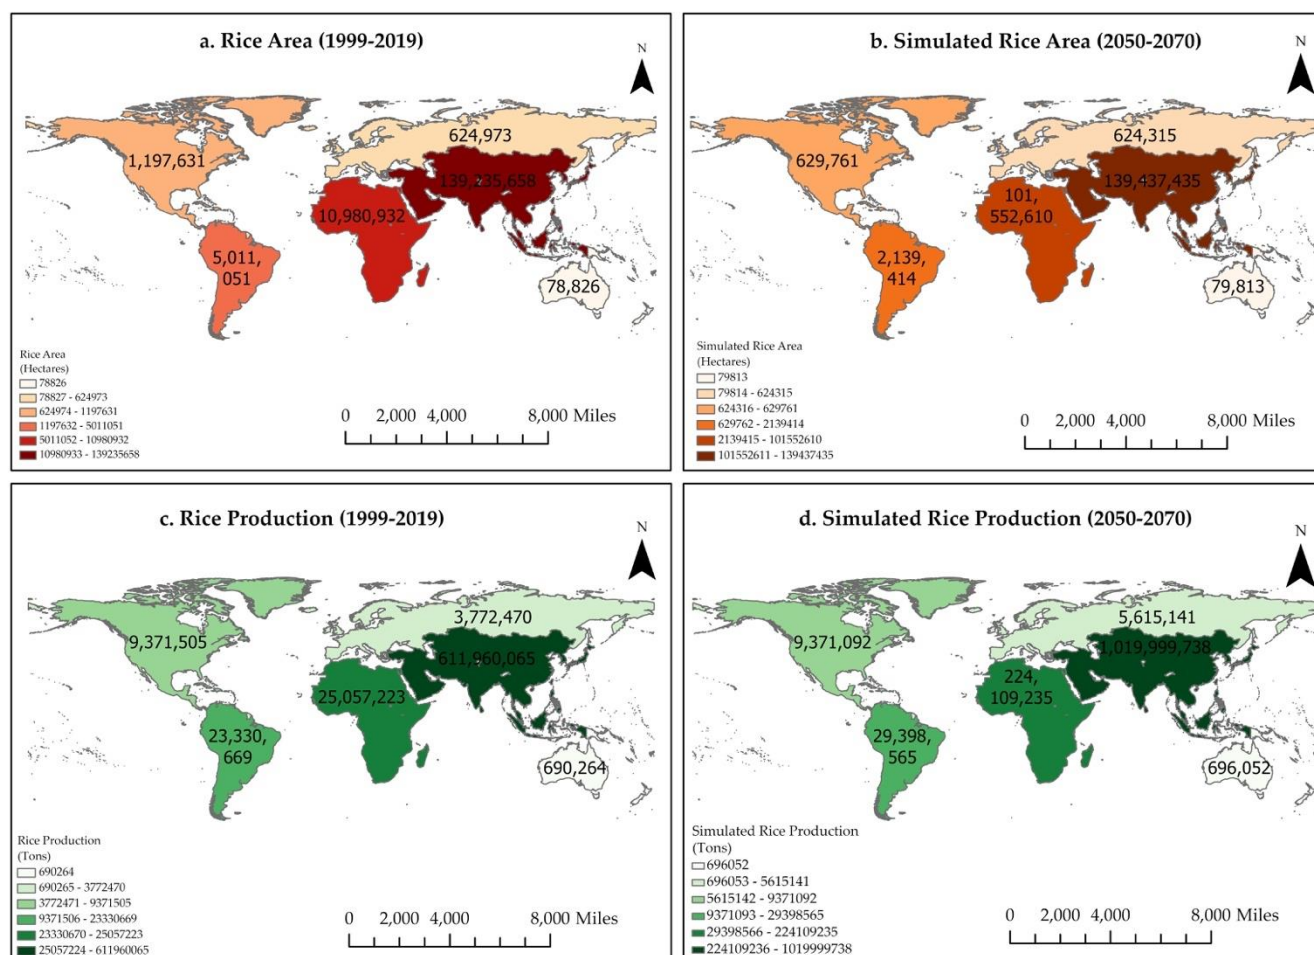 a. Rice Area (1999-2019)
N
624,973
1,197,631
139,235,658
10,980,932
5,011,
051
78,826
Rice Area
(Hectares)
78826
78827 - 624973
624974 - 1197631
1197632 - 5011051
5011052 - 10980932
10980933 - 139235658
0 2,000 4,000 8,000 Miles
b. Simulated Rice Area (2050-2070)
N
624,315
629,761
139,437,435
101,
552,610
2,139,
414
79,813
Simulated Rice Area
(Hectares)
79813
79814 - 624315
624316 - 629761
629762 - 2139414
2139415 - 101552610
101552611 - 139437435
0 2,000 4,000 8,000 Miles
c. Rice Production (1999-2019)
N
3,772,470
9,371,505
611,960,065
25,057,223
23,330,
669
690,264
Rice Production
(Tons)
690264
690265 - 3772470
3772471 - 9371505
9371506 - 23330669
23330670 - 25057223
25057224 - 611960065
0 2,000 4,000 8,000 Miles
d. Simulated Rice Production (2050-2070)
N
5,615,141
9,371,092
1,019,999,738
224,
109,235
29,398,
565
696,052
Simulated Rice Production
(Tons)
696052
696053 - 5615141
5615142 - 9371092
9371093 - 29398565
29398566 - 224109235
224109236 - 1019999738
0 2,000 4,000 8,000 Miles